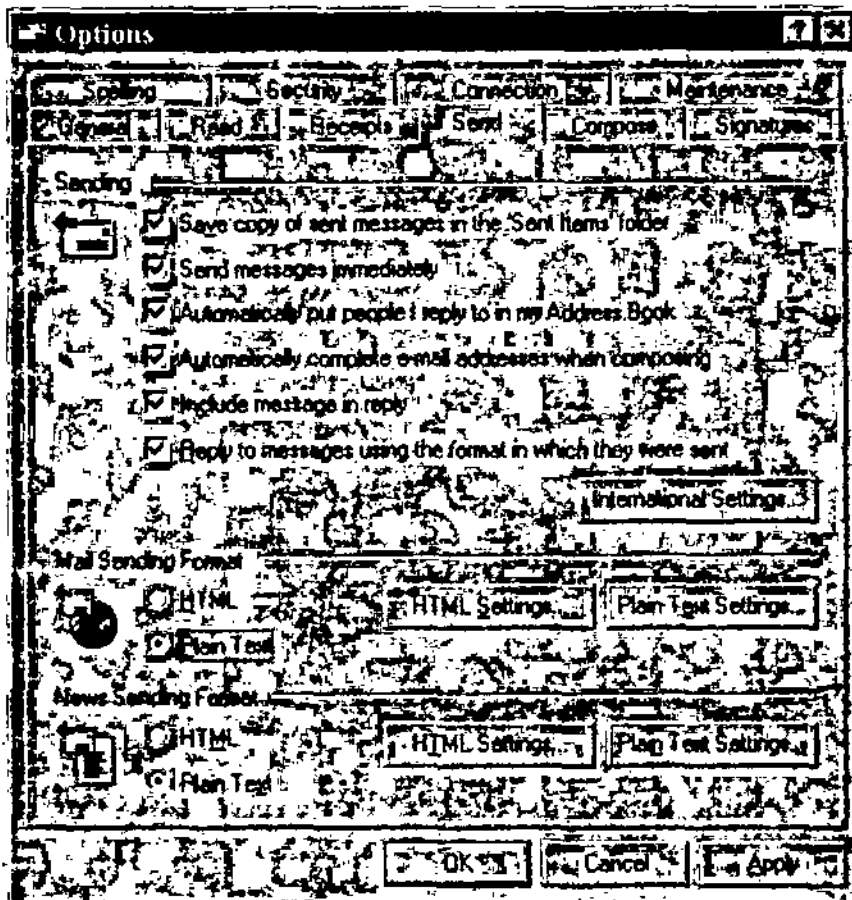 Options
Spelling Security Connection Maintenance
General Read Receipts Send Compose Signatures
Sending
Save copy of sent messages in the 'Sent Items' folder
Send messages immediately
Automatically put people I reply to in my Address Book
Automatically complete e-mail addresses when composing
Include message in reply
Reply to messages using the format in which they were sent
International Settings...
Mail Sending Format
HTML HTML Settings... Plain Text Settings...
Plain Text
News Sending Format
HTML HTML Settings... Plain Text Settings...
Plain Text
OK Cancel Apply